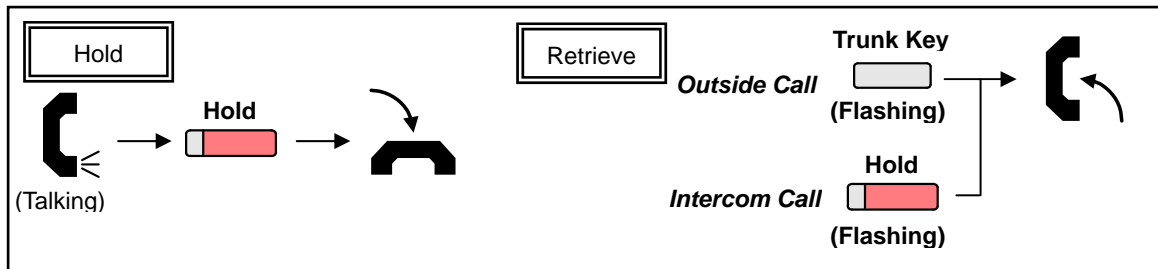 Hold
Hold
(Talking)
Retrieve
Trunk Key
Outside Call
(Flashing)
Hold
Intercom Call
(Flashing)